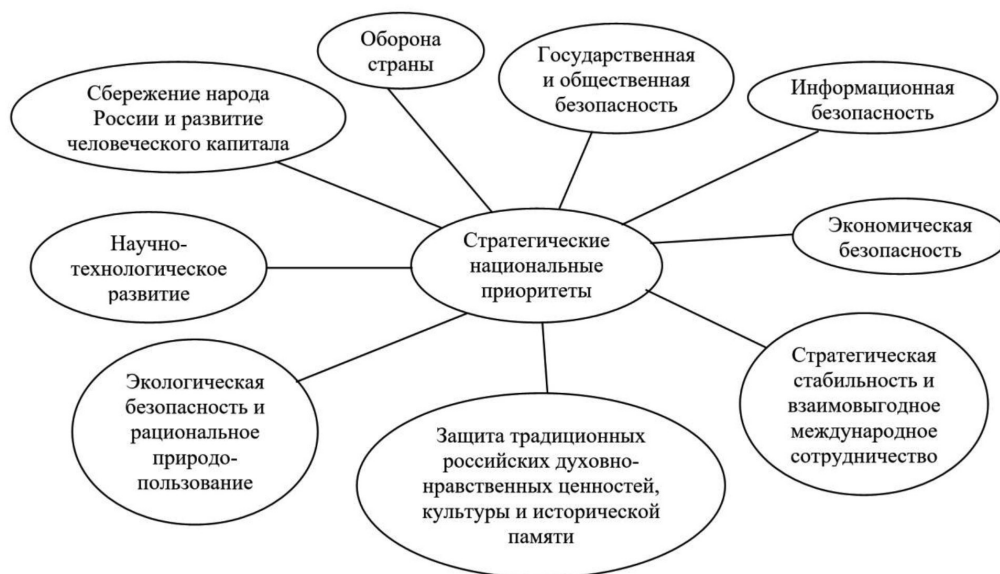 Оборона
страны
Государственная
и общественная
безопасность
Сбережение народа
России и развитие
человеческого капитала
Информационная
безопасность
Научно-
технологическое
развитие
Стратегические
национальные
приоритеты
Экономическая
безопасность
Экологическая
безопасность и
рациональное
природо-
пользование
Защита традиционных
российских духовно-
нравственных ценностей,
культуры и исторической
памяти
Стратегическая
стабильность и
взаимовыгодное
международное
сотрудничество